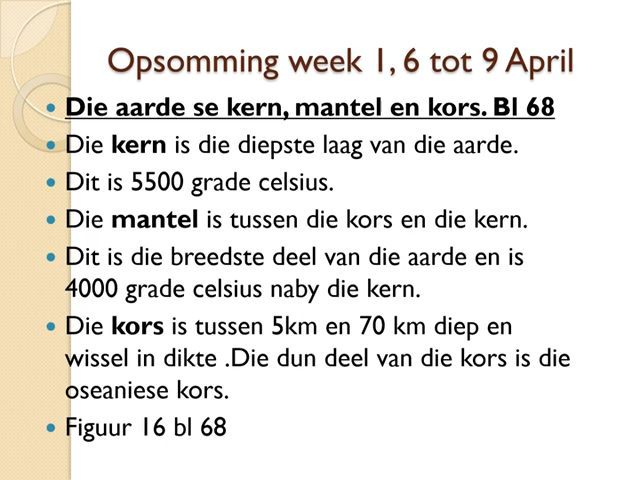 Opsomming week 1, 6 tot 9 April
Die aarde se kern, mantel en kors. Bl 68
Die kern is die diepste laag van die aarde.
Dit is 5500 grade celsius.
Die mantel is tussen die kors en die kern.
Dit is die breedste deel van die aarde en is
4000 grade celsius naby die kern.
Die kors is tussen 5km en 70 km diep en
wissel in dikte .Die dun deel van die kors is die
oseaniese kors.
Figuur 16 bl 68